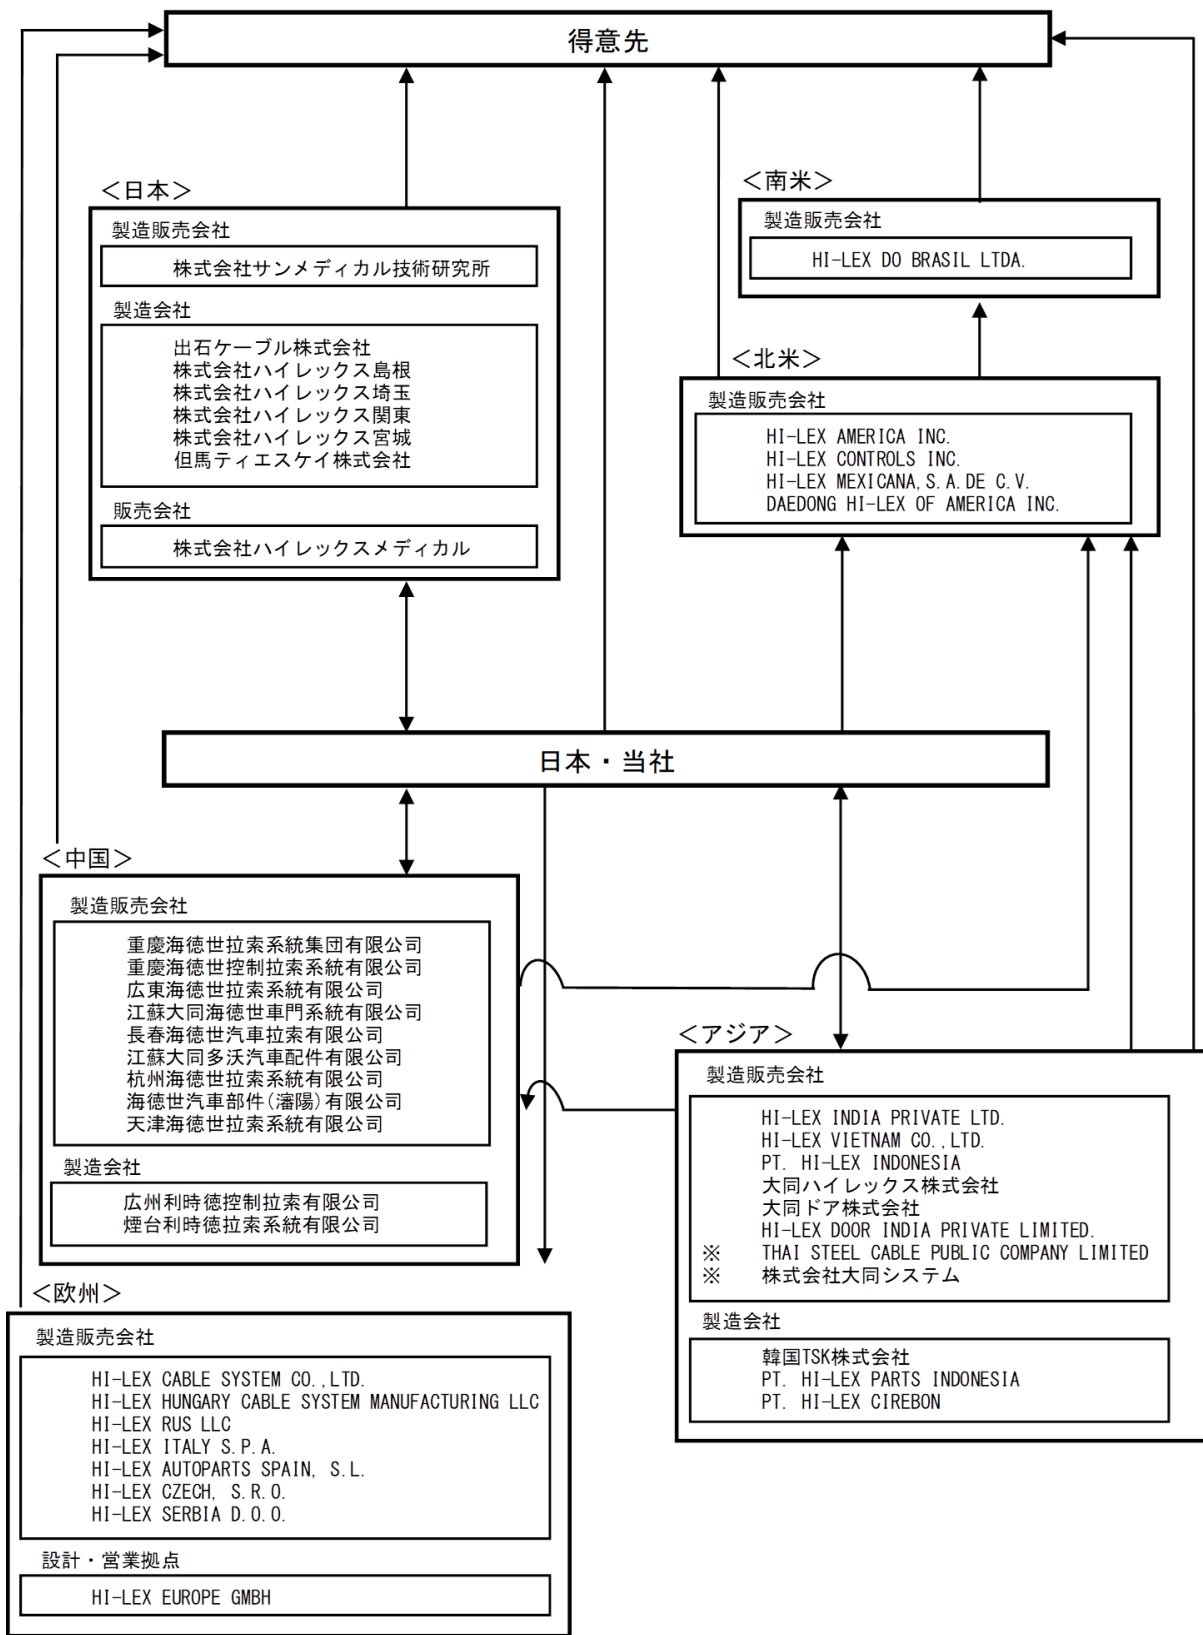 得意先
＜日本＞
製造販売会社
株式会社サンメディカル技術研究所
製造会社
出石ケーブル株式会社
株式会社ハイレックス島根
株式会社ハイレックス埼玉
株式会社ハイレックス関東
株式会社ハイレックス宮城
但馬ティエスケイ株式会社
販売会社
株式会社ハイレックスメディカル
＜南米＞
製造販売会社
HI-LEX DO BRASIL LTDA.
＜北米＞
製造販売会社
HI-LEX AMERICA INC.
HI-LEX CONTROLS INC.
HI-LEX MEXICANA,S.A.DE C.V.
DAEDONG HI-LEX OF AMERICA INC.
日本・当社
＜中国＞
製造販売会社
重慶海徳世拉索系統集団有限公司
重慶海徳世控制拉索系統有限公司
広東海徳世拉索系統有限公司
江蘇大同海徳世車門系統有限公司
長春海徳世汽車拉索有限公司
江蘇大同多沃汽車配件有限公司
杭州海徳世拉索系統有限公司
海徳世汽車部件(瀋陽)有限公司
天津海徳世拉索系統有限公司
製造会社
広州利時徳控制拉索有限公司
煙台利時徳拉索系統有限公司
＜アジア＞
製造販売会社
HI-LEX INDIA PRIVATE LTD.
HI-LEX VIETNAM CO.,LTD.
PT. HI-LEX INDONESIA
大同ハイレックス株式会社
大同ドア株式会社
HI-LEX DOOR INDIA PRIVATE LIMITED.
※ THAI STEEL CABLE PUBLIC COMPANY LIMITED
※ 株式会社大同システム
製造会社
韓国TSK株式会社
PT. HI-LEX PARTS INDONESIA
PT. HI-LEX CIREBON
＜欧州＞
製造販売会社
HI-LEX CABLE SYSTEM CO.,LTD.
HI-LEX HUNGARY CABLE SYSTEM MANUFACTURING LLC
HI-LEX RUS LLC
HI-LEX ITALY S.P.A.
HI-LEX AUTOPARTS SPAIN, S.L.
HI-LEX CZECH, S.R.O.
HI-LEX SERBIA D.O.O.
設計・営業拠点
HI-LEX EUROPE GMBH